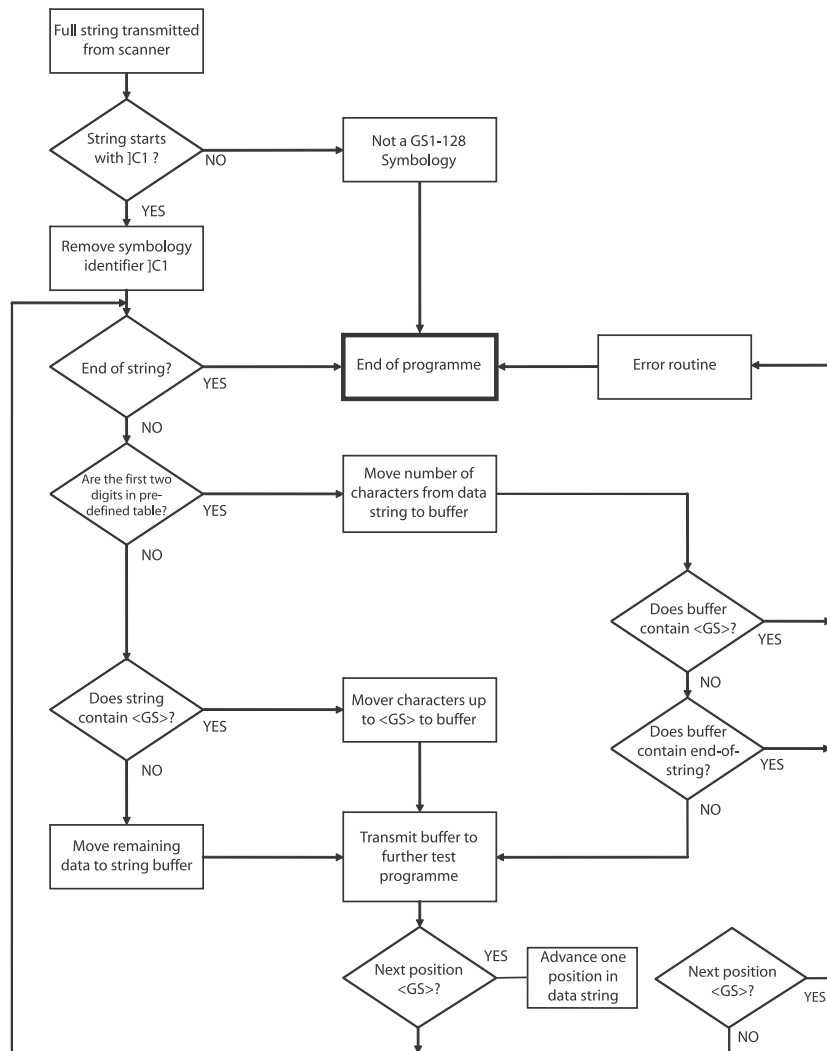 Full string transmitted
from scanner
String starts
with ]C1 ?
NO
Not a GS1-128
Symbology
YES
Remove symbology
identifier ]C1
End of string?
YES
End of programme
Error routine
NO
Are the first two
digits in pre-
defined table?
YES
Move number of
characters from data
string to buffer
NO
Does buffer
contain <GS>?
YES
NO
Does string
contain <GS>?
YES
Mover characters up
to <GS> to buffer
Does buffer
contain end-of-
string?
YES
NO
NO
Move remaining
data to string buffer
Transmit buffer to
further test
programme
Next position
<GS>?
YES
Advance one
position in
data string
Next position
<GS>?
YES
NO